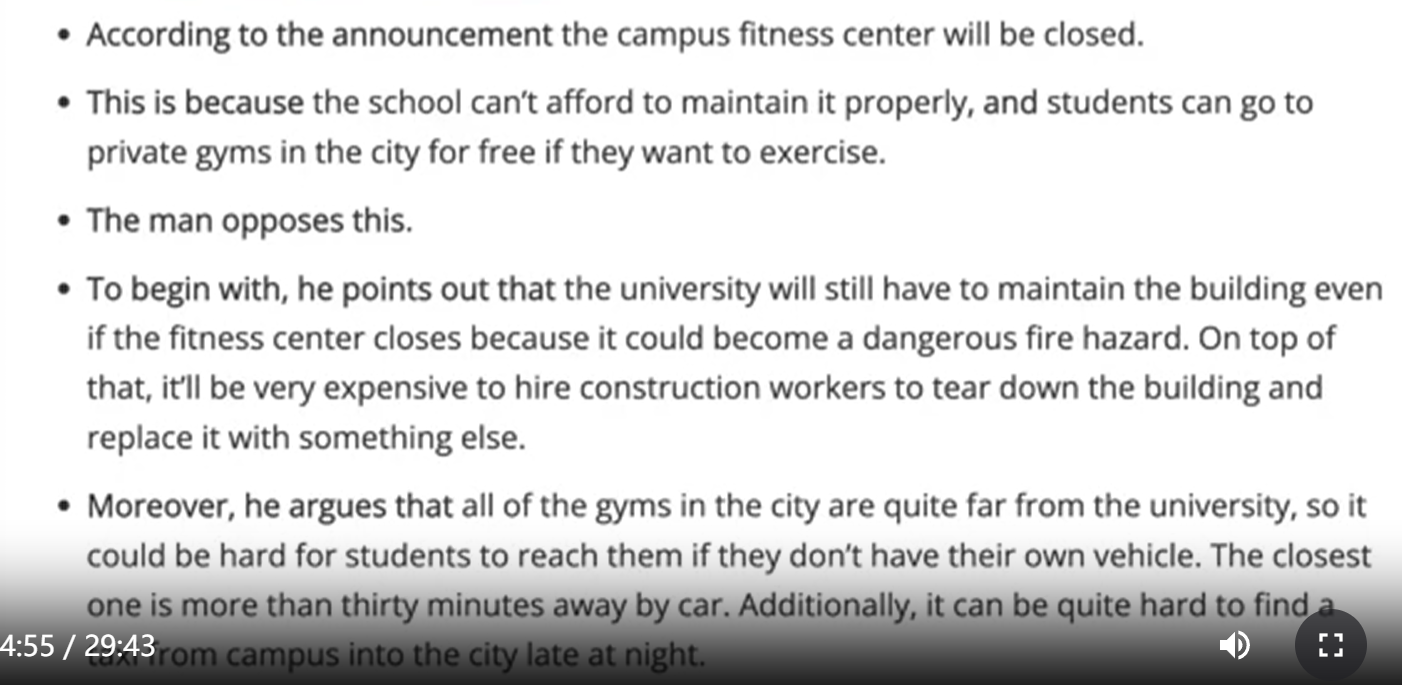 • According to the announcement the campus fitness center will be closed.
• This is because the school can't afford to maintain it properly, and students can go to
private gyms in the city for free if they want to exercise.
• The man opposes this.
• To begin with, he points out that the university will still have to maintain the building even
if the fitness center closes because it could become a dangerous fire hazard. On top of
that, it'll be very expensive to hire construction workers to tear down the building and
replace it with something else.
• Moreover, he argues that all of the gyms in the city are quite far from the university, so it
could be hard for students to reach them if they don't have their own vehicle. The closest
one is more than thirty minutes away by car. Additionally, it can be quite hard to find a
taxi from campus into the city late at night.
4:55 / 29:43